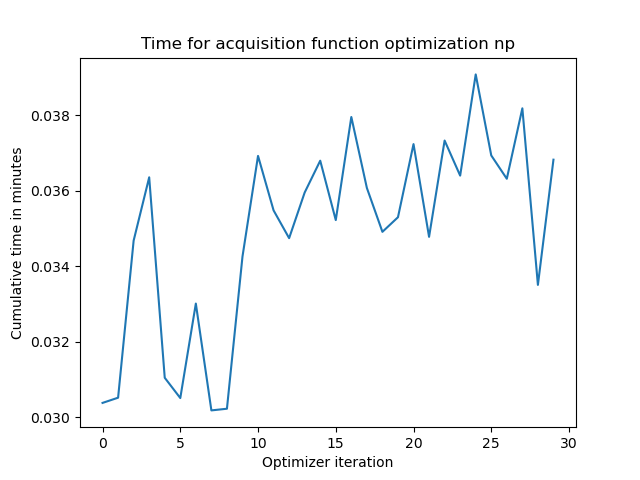 Time for acquisition function optimization np
Cumulative time in minutes
0.038
0.036
0.034
0.032
0.030
0 5 10 15 20 25 30
Optimizer iteration